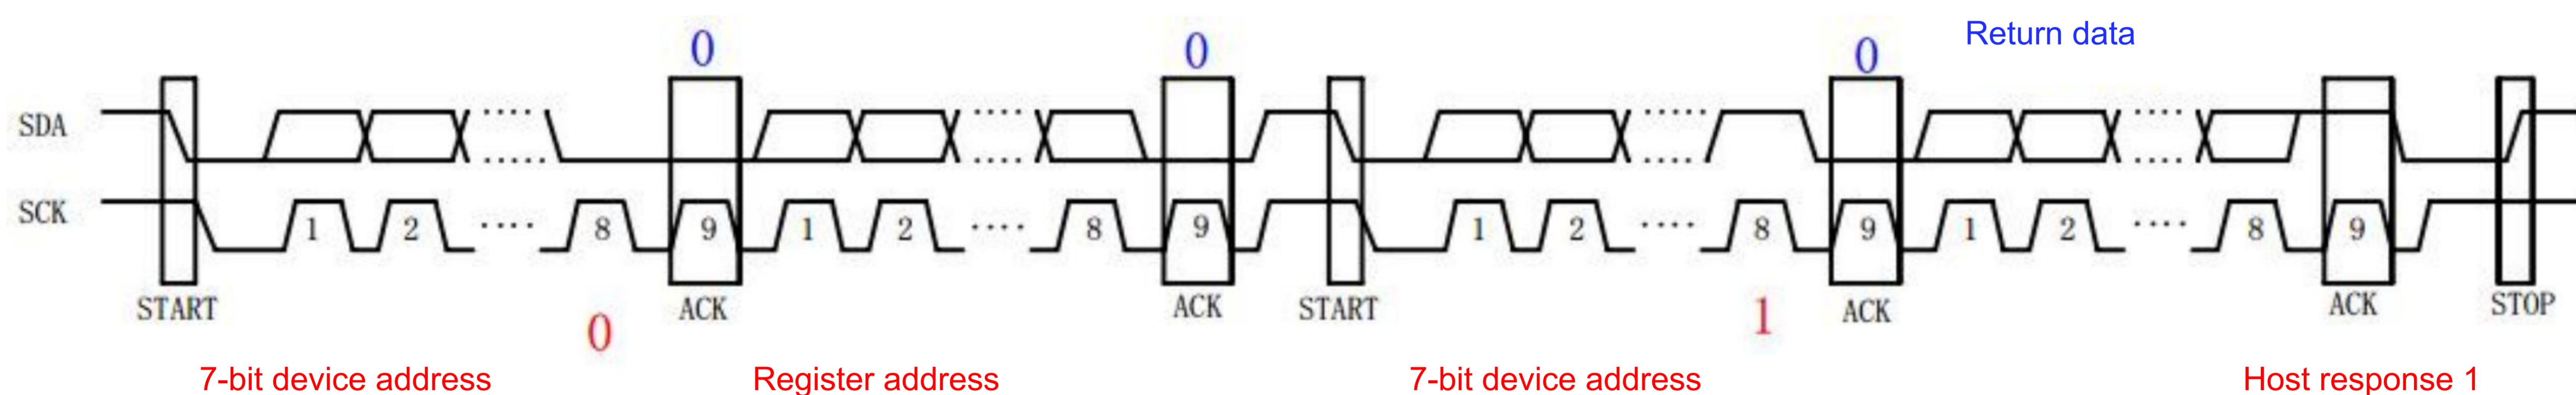 0 0 0 Return data
SDA
SCK 1 2 8 9 1 2 8 9 1 2 8 9 1 2 8 9
START ACK ACK START ACK ACK STOP
0 1
7-bit device address Register address 7-bit device address Host response 1